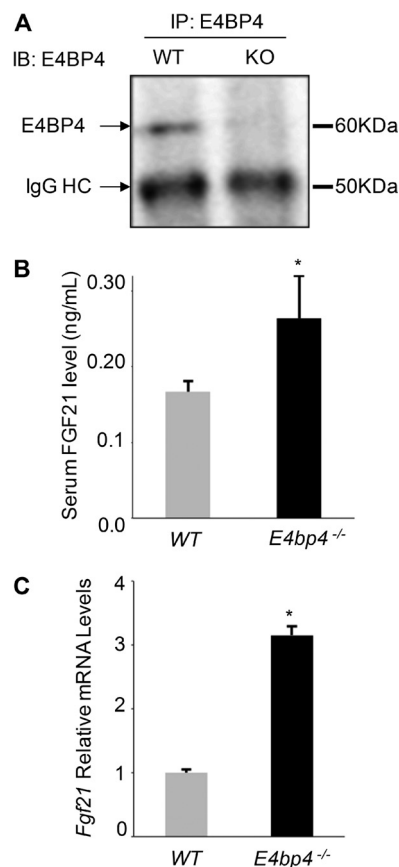 A
IP: E4BP4
IB: E4BP4 WT KO
E4BP4 60KDa
IgG HC 50KDa
B
Serum FGF21 level (ng/mL)
0.30
0.20
0.1
0.0
*
WT E4bp4 -/-
C
Fgf21 Relative mRNA Levels
4
3
2
1
0
*
WT E4bp4 -/-